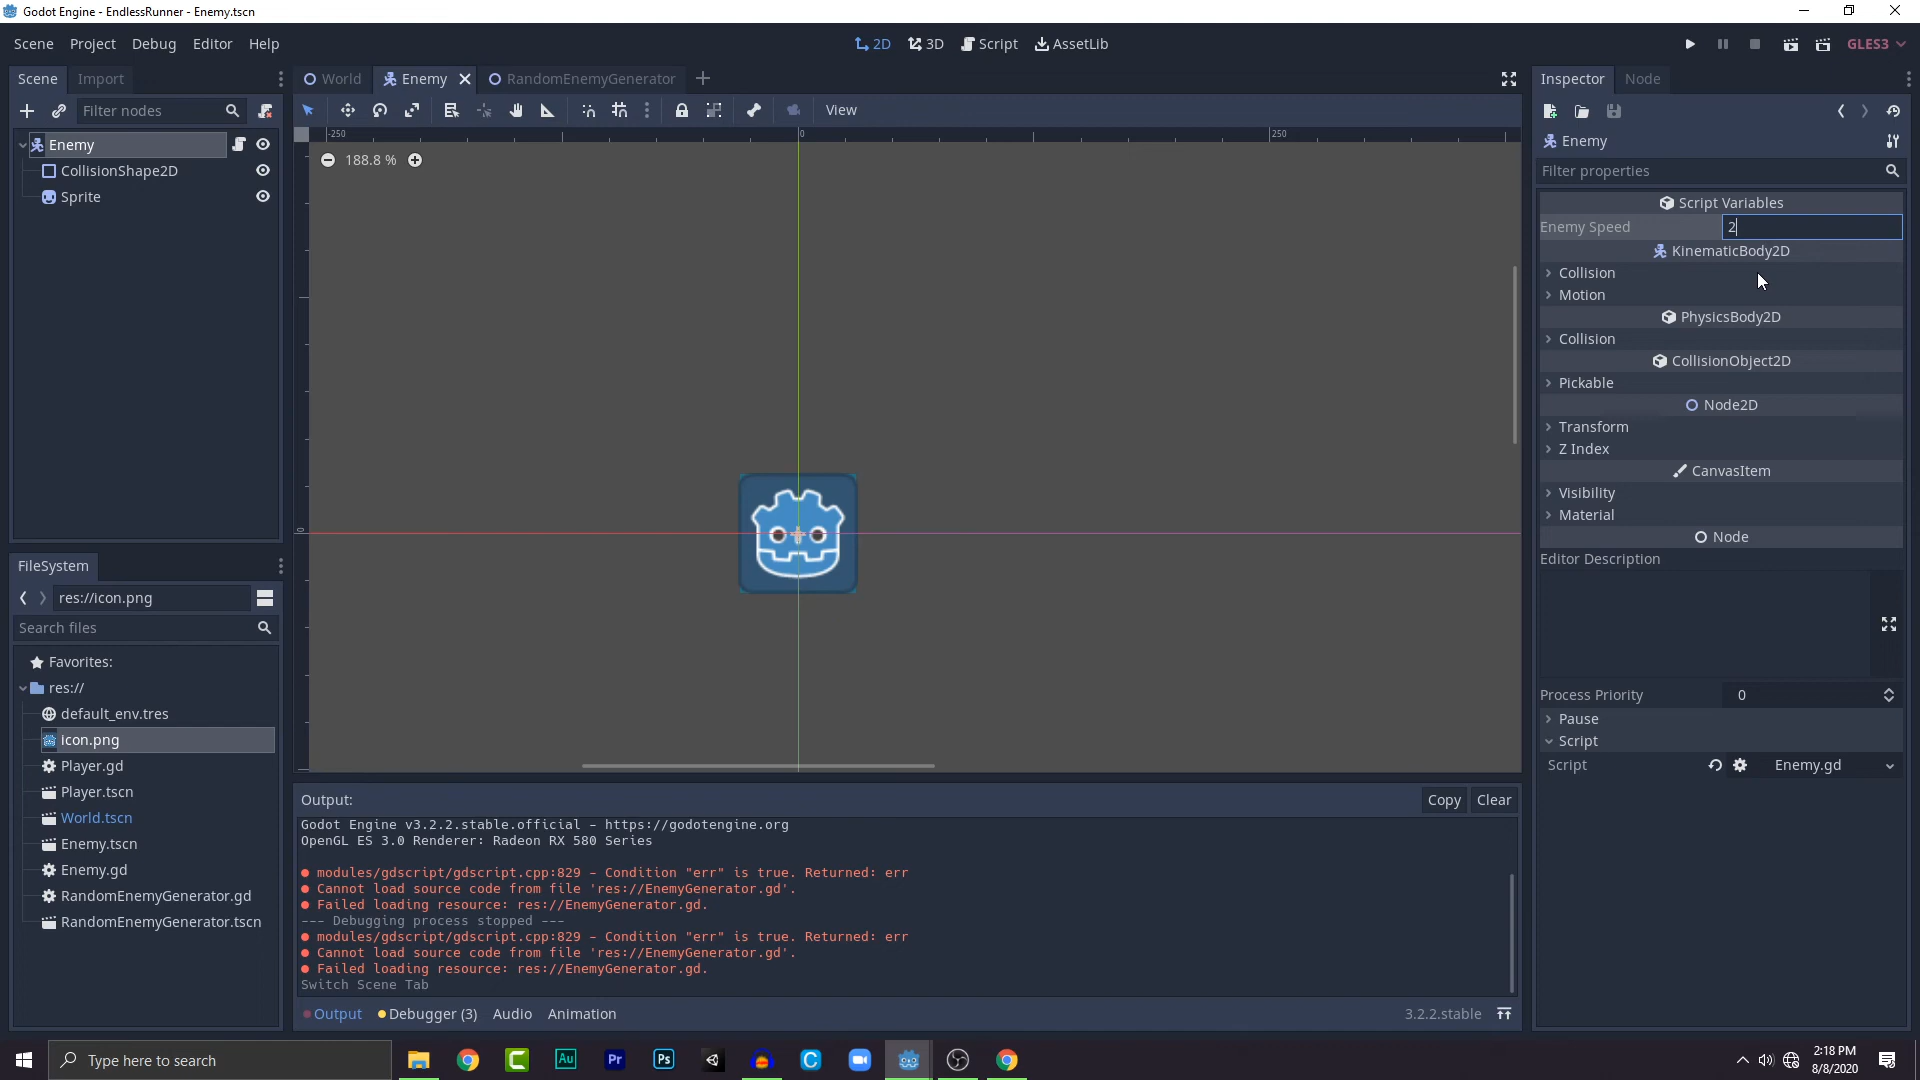 Godot Engine - EndlessRunner - Enemy.tscn
Scene Project Debug Editor Help
2D 3D Script AssetLib
GLES3
Scene Import
World Enemy RandomEnemyGenerator
Inspector Node
Filter nodes
View
Enemy
CollisionShape2D
Sprite
-250 0 250
188.8 %
0
Enemy
Filter properties
Script Variables
Enemy Speed 2
KinematicBody2D
Collision
Motion
PhysicsBody2D
Collision
CollisionObject2D
Pickable
Node2D
Transform
Z Index
CanvasItem
Visibility
Material
Node
Editor Description
Process Priority 0
Pause
Script
Script Enemy.gd
FileSystem
res://icon.png
Search files
Favorites:
res://
default_env.tres
icon.png
Player.gd
Player.tscn
World.tscn
Enemy.tscn
Enemy.gd
RandomEnemyGenerator.gd
RandomEnemyGenerator.tscn
Output: Copy Clear
Godot Engine v3.2.2.stable.official - https://godotengine.org
OpenGL ES 3.0 Renderer: Radeon RX 580 Series
modules/gdscript/gdscript.cpp:829 - Condition "err" is true. Returned: err
Cannot load source code from file 'res://EnemyGenerator.gd'.
Failed loading resource: res://EnemyGenerator.gd.
--- Debugging process stopped ---
modules/gdscript/gdscript.cpp:829 - Condition "err" is true. Returned: err
Cannot load source code from file 'res://EnemyGenerator.gd'.
Failed loading resource: res://EnemyGenerator.gd.
Switch Scene Tab
Output Debugger (3) Audio Animation 3.2.2.stable
Type here to search
Au Pr Ps C
2:18 PM
8/8/2020